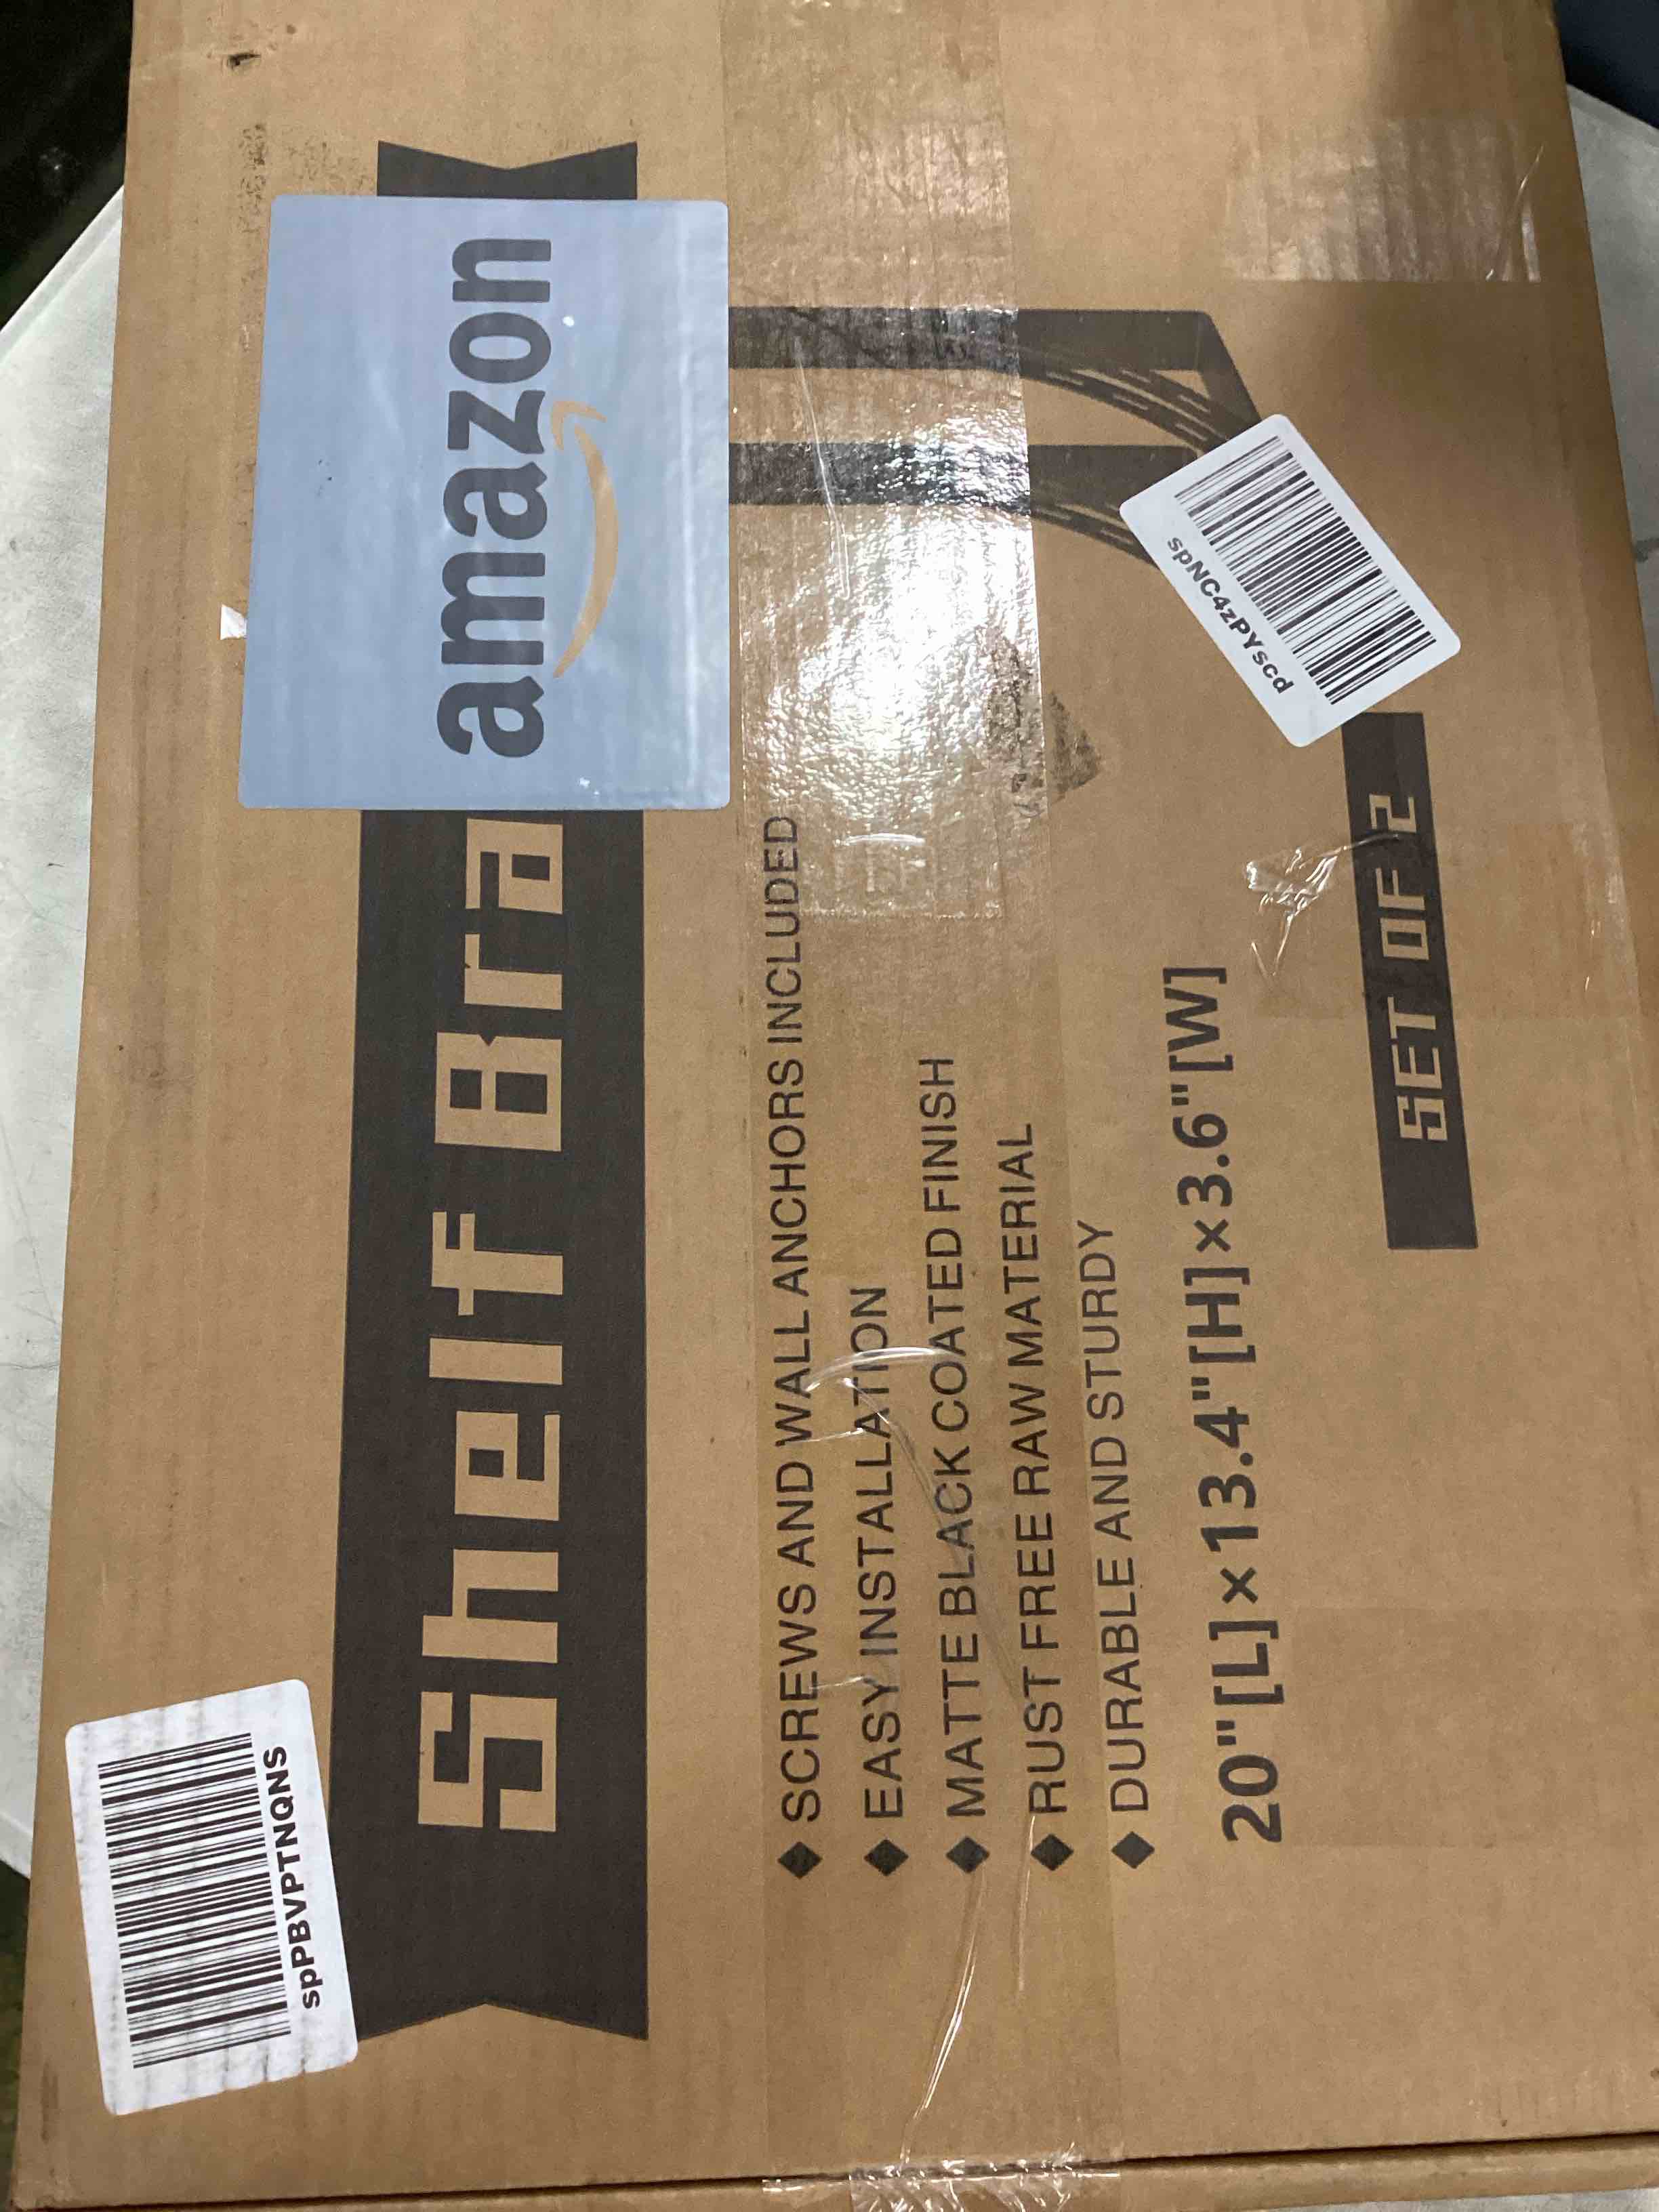 Shelf Bra
amazon
◆ SCREWS AND WALL ANCHORS INCLUDED
◆ EASY INSTALLATION
◆ MATTE BLACK COATED FINISH
◆ RUST FREE RAW MATERIAL
◆ DURABLE AND STURDY
20"[L]×13.4"[H]×3.6"[W]
SET OF 2
spPBVPTNQNS
spNC4zPYscd